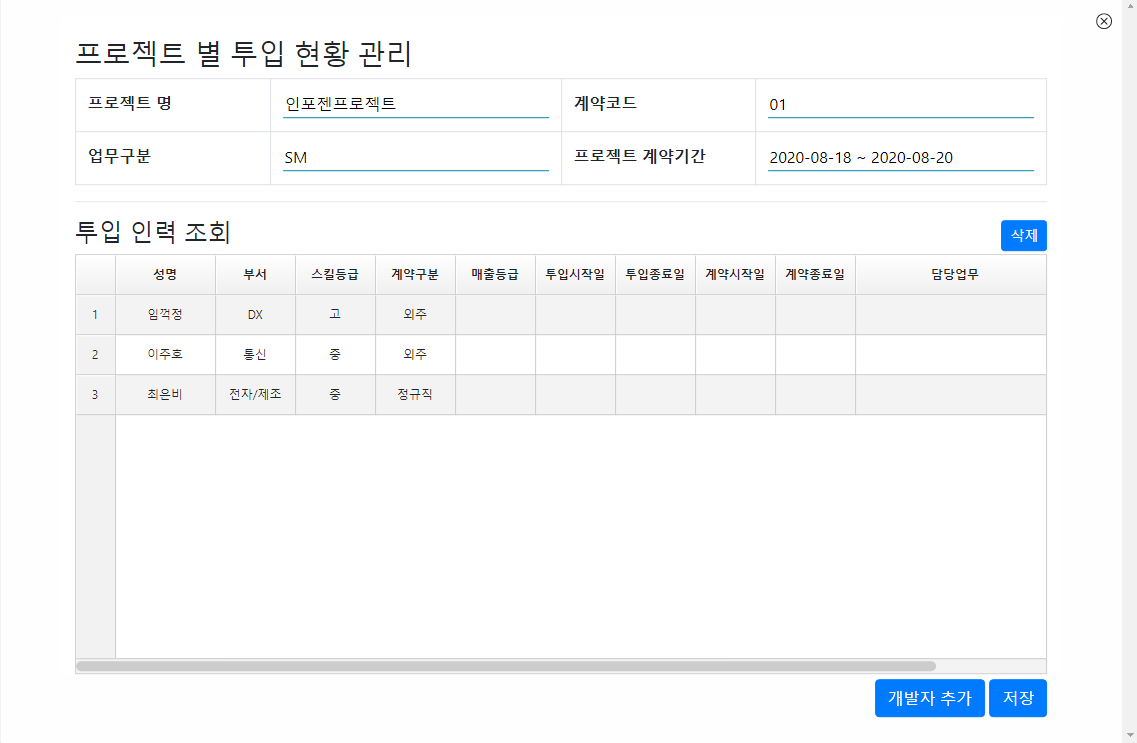 프로젝트 별 투입 현황 관리
프로젝트 명 인포젠프로젝트 계약코드 01
업무구분 SM 프로젝트 계약기간 2020-08-18 ~ 2020-08-20
투입 인력 조회 삭제
성명 부서 스킬등급 계약구분 매출등급 투입시작일 투입종료일 계약시작일 계약종료일 담당업무
1 임꺽정 DX 고 외주
2 이주호 통신 중 외주
3 최은비 전자/제조 중 정규직
개발자 추가 저장